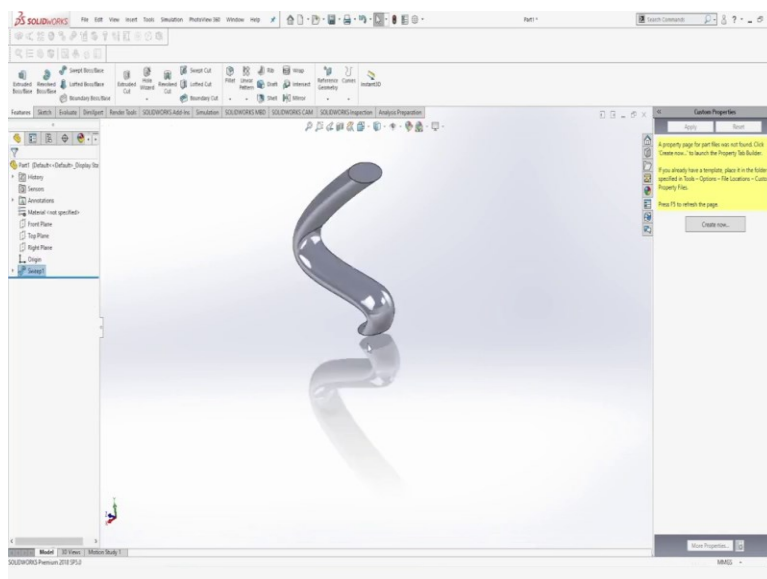 SOLIDWORKS File Edit View Insert Tools Simulation PhotoView 360 Window Help
Part1 *
Search Commands
Extruded Boss/Base
Revolved Boss/Base
Swept Boss/Base
Lofted Boss/Base
Boundary Boss/Base
Extruded Cut
Hole Wizard
Revolved Cut
Swept Cut
Lofted Cut
Boundary Cut
Fillet
Linear Pattern
Rib
Draft
Shell
Wrap
Intersect
Mirror
Reference Geometry
Curves
Instant3D
Features Sketch Evaluate DimXpert Render Tools SOLIDWORKS Add-Ins Simulation SOLIDWORKS MBD SOLIDWORKS CAM SOLIDWORKS Inspection Analysis Preparation
Custom Properties
Apply Reset
A property page for part files was not found. Click
'Create now...' to launch the Property Tab Builder.
If you already have a template, place it in the folder
specified in Tools - Options - File Locations - Custo
Property Files.
Press F5 to refresh the page.
Create now...
Part1 (Default<<Default>_Display Sta
History
Sensors
Annotations
Material <not specified>
Front Plane
Top Plane
Right Plane
Origin
Sweep1
More Properties...
Model 3D Views Motion Study 1
SOLIDWORKS Premium 2018 SP5.0
MMGS